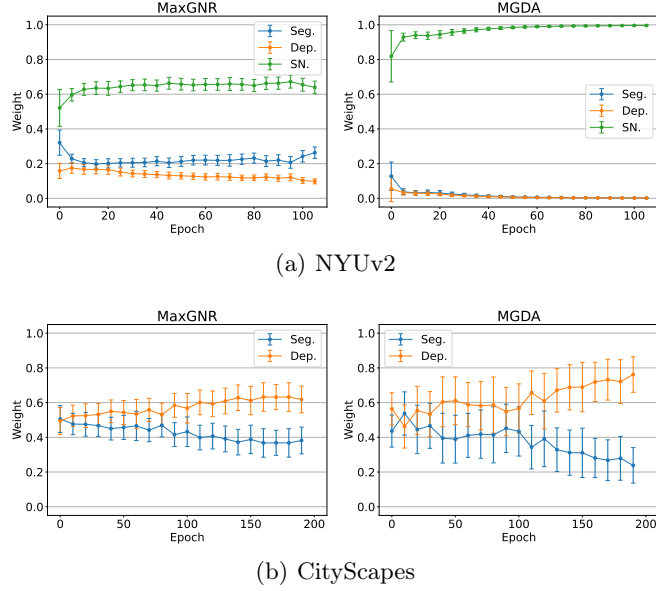 MaxGNR
MGDA
1.0
0.8
0.6
0.4
0.2
0.0
Weight
Seg.
Dep.
SN.
0 20 40 60 80 100
Epoch
1.0
0.8
0.6
0.4
0.2
0.0
Weight
Seg.
Dep.
SN.
0 20 40 60 80 100
Epoch
(a) NYUv2
MaxGNR
MGDA
1.0
0.8
0.6
0.4
0.2
0.0
Weight
Seg.
Dep.
0 50 100 150 200
Epoch
1.0
0.8
0.6
0.4
0.2
0.0
Weight
Seg.
Dep.
0 50 100 150 200
Epoch
(b) CityScapes